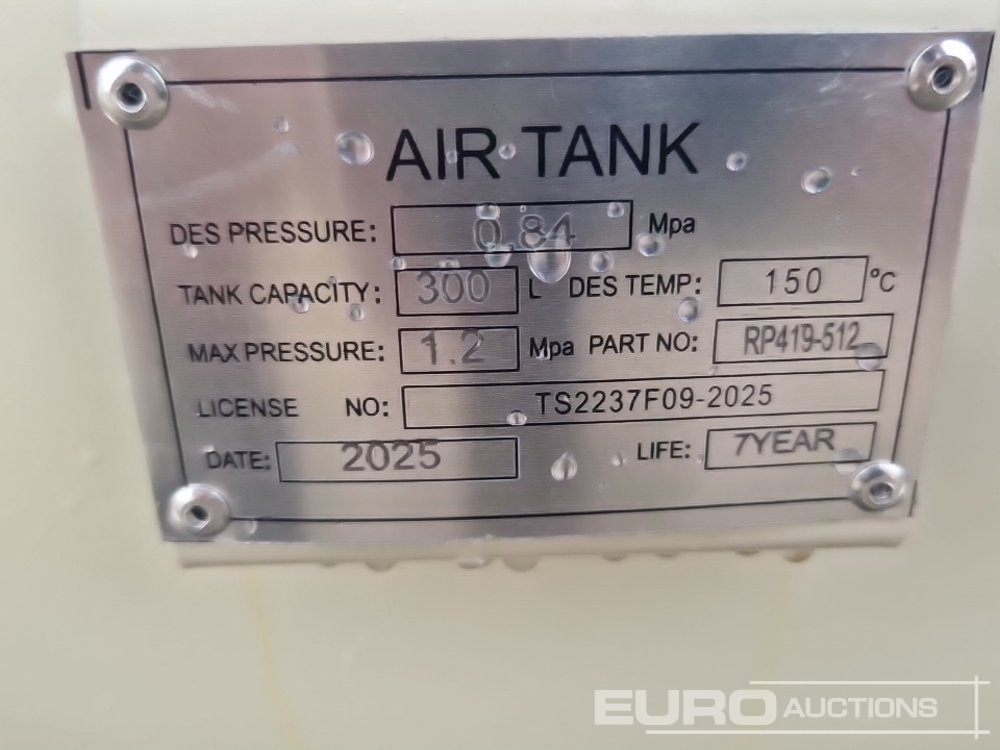 AIR TANK
DES PRESSURE: 0.84 Mpa
TANK CAPACITY: 300 L DES TEMP: 150 °C
MAX PRESSURE: 1.2 Mpa PART NO: RP419-512
LICENSE NO: TS2237F09-2025
DATE: 2025 LIFE: 7YEAR
EURO AUCTIONS